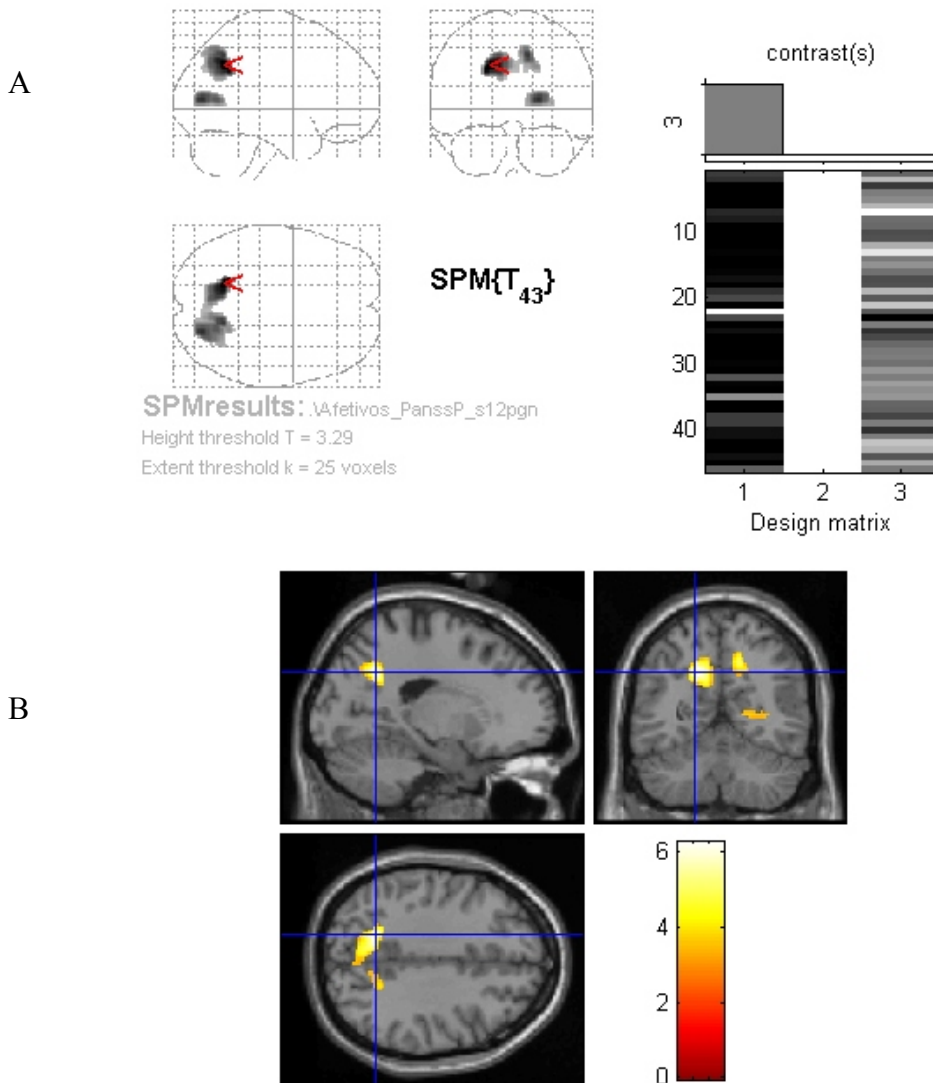 A
contrast(s)
3
10
20
30
40
1 2 3
Design matrix
SPM{T43}
SPMresults: .\Afetivos_PanssP_s12pgn
Height threshold T = 3.29
Extent threshold k = 25 voxels
B
6
4
2
0